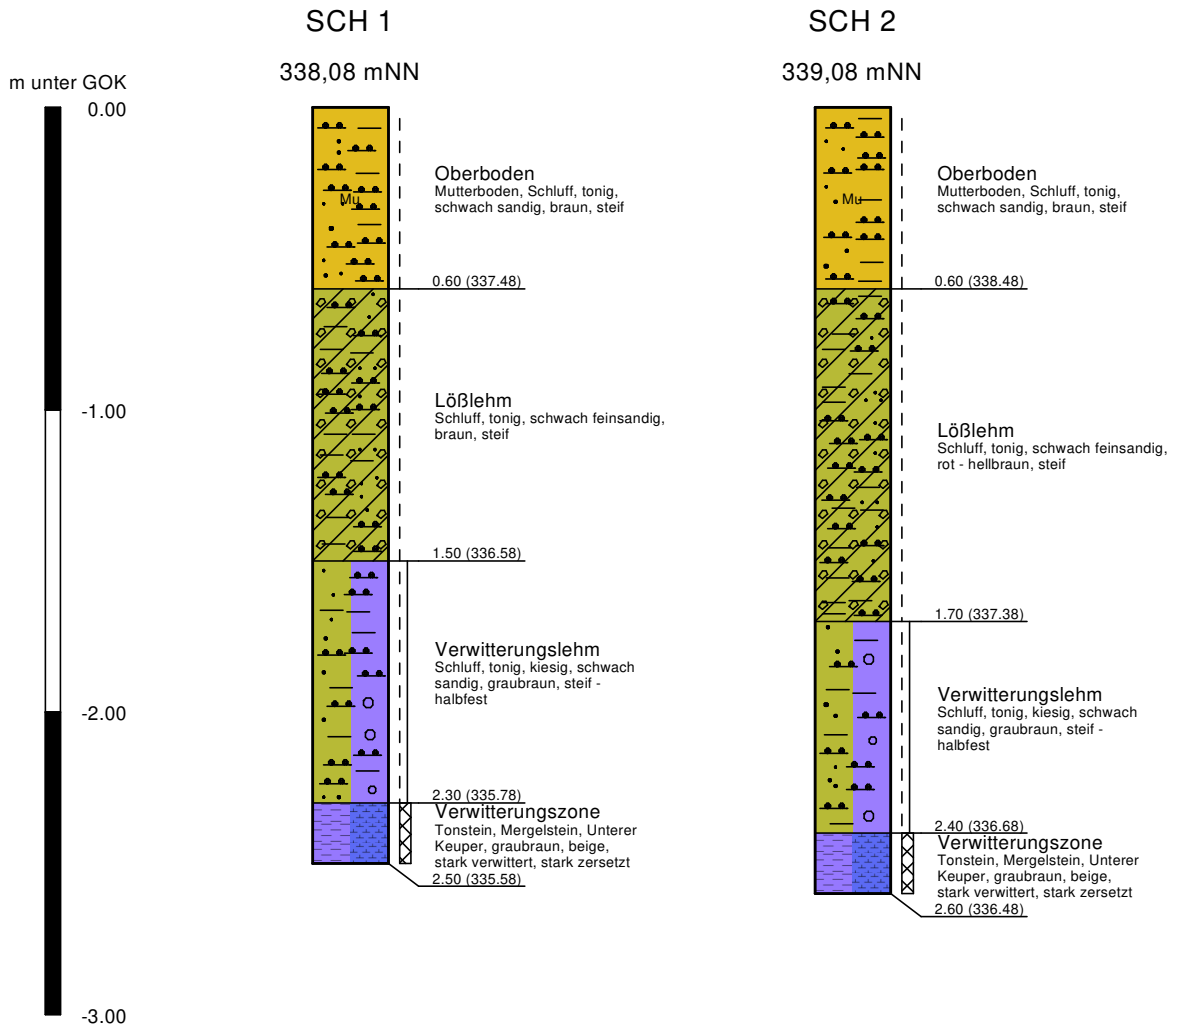 SCH 1
SCH 2
338,08 mNN
339,08 mNN
m unter GOK
0.00
-1.00
-2.00
-3.00
Mu
Oberboden
Mutterboden, Schluff, tonig,
schwach sandig, braun, steif
0.60 (337.48)
Lößlehm
Schluff, tonig, schwach feinsandig,
braun, steif
1.50 (336.58)
Verwitterungslehm
Schluff, tonig, kiesig, schwach
sandig, graubraun, steif -
halbfest
2.30 (335.78)
Verwitterungszone
Tonstein, Mergelstein, Unterer
Keuper, graubraun, beige,
stark verwittert, stark zersetzt
2.50 (335.58)
Mu
Oberboden
Mutterboden, Schluff, tonig,
schwach sandig, braun, steif
0.60 (338.48)
Lößlehm
Schluff, tonig, schwach feinsandig,
rot - hellbraun, steif
1.70 (337.38)
Verwitterungslehm
Schluff, tonig, kiesig, schwach
sandig, graubraun, steif -
halbfest
2.40 (336.68)
Verwitterungszone
Tonstein, Mergelstein, Unterer
Keuper, graubraun, beige,
stark verwittert, stark zersetzt
2.60 (336.48)